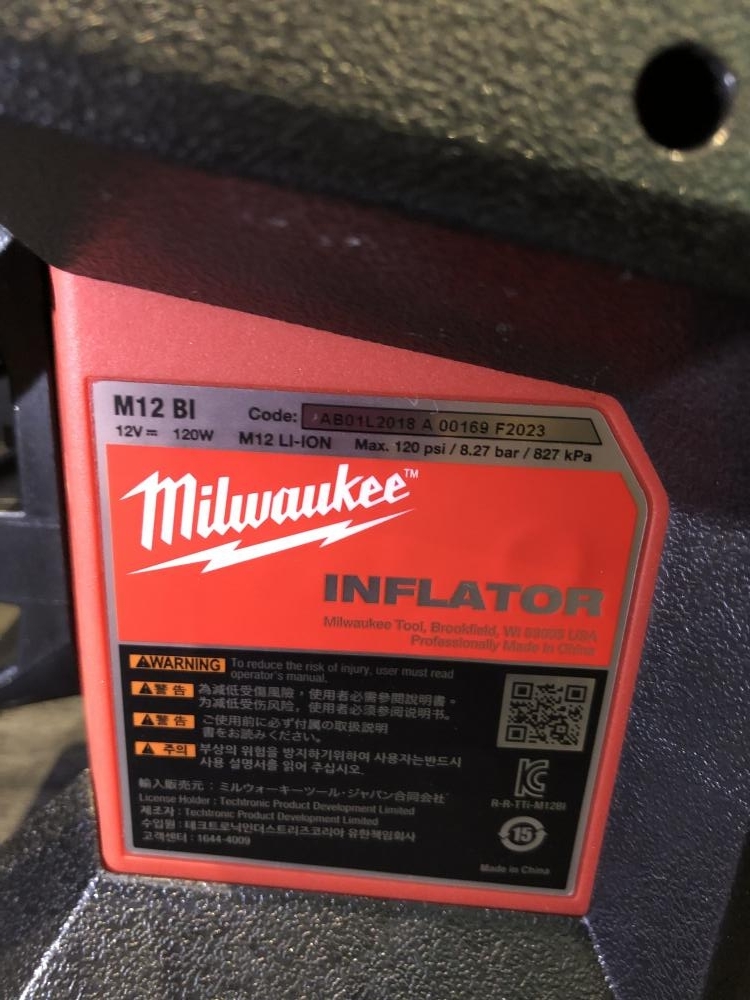 M12 BI
Code: AB01L2018 A 00169 F2023
12V⎓ 120W M12 LI-ION Max. 120 psi / 8.27 bar / 827 kPa
Milwaukee™
INFLATOR
Milwaukee Tool, Brookfield, WI 53005 USA
Professionally Made in China
WARNING To reduce the risk of injury, user must read
operator's manual.
警告 為減低受傷風險，使用者必需參閱說明書。
为减低受伤风险，使用者必须参阅说明书。
警告 ご使用前に必ず付属の取扱説明
書をお読みください。
주의 부상의 위험을 방지하기위하여 사용자는반드시
사용 설명서를 읽어 주십시오.
輸入販売元：ミルウォーキーツール・ジャパン合同会社
License Holder : Techtronic Product Development Limited
제조자 : Techtronic Product Development Limited
수입원 : 테크트로닉인더스트리즈코리아 유한책임회사
고객센터 : 1644-4009
R-R-TTi-M12BI
15
Made in China